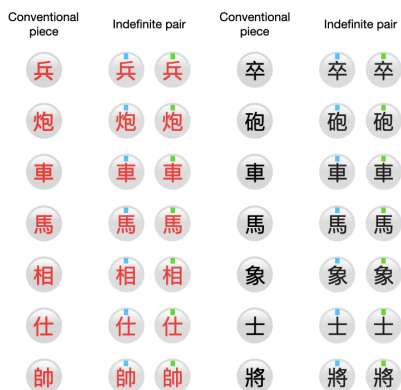 Conventional piece Indefinite pair Conventional piece Indefinite pair
兵 兵 兵 卒 卒 卒
炮 炮 炮 砲 砲 砲
車 車 車 車 車 車
馬 馬 馬 馬 馬 馬
相 相 相 象 象 象
仕 仕 仕 士 士 士
帥 帥 帥 將 將 將